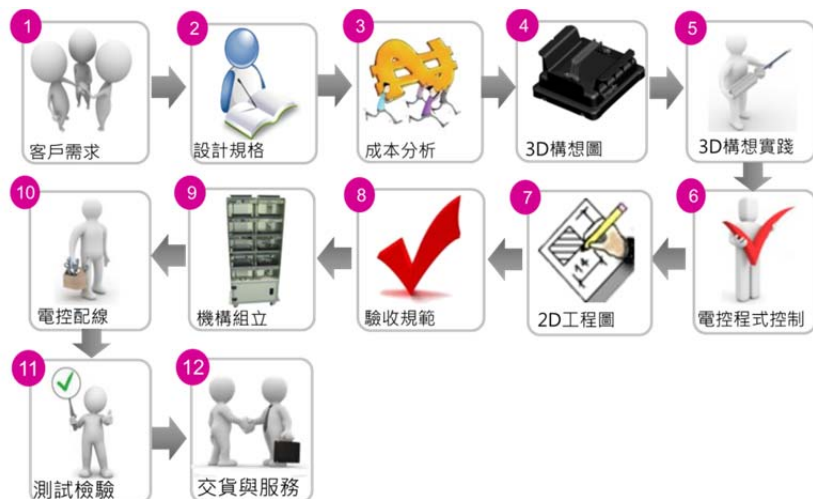 1
客戶需求
2
設計規格
3
成本分析
4
3D構想圖
5
3D構想實踐
6
電控程式控制
7
14
2D工程圖
8
驗收規範
9
機構組立
10
電控配線
11
測試檢驗
12
交貨與服務